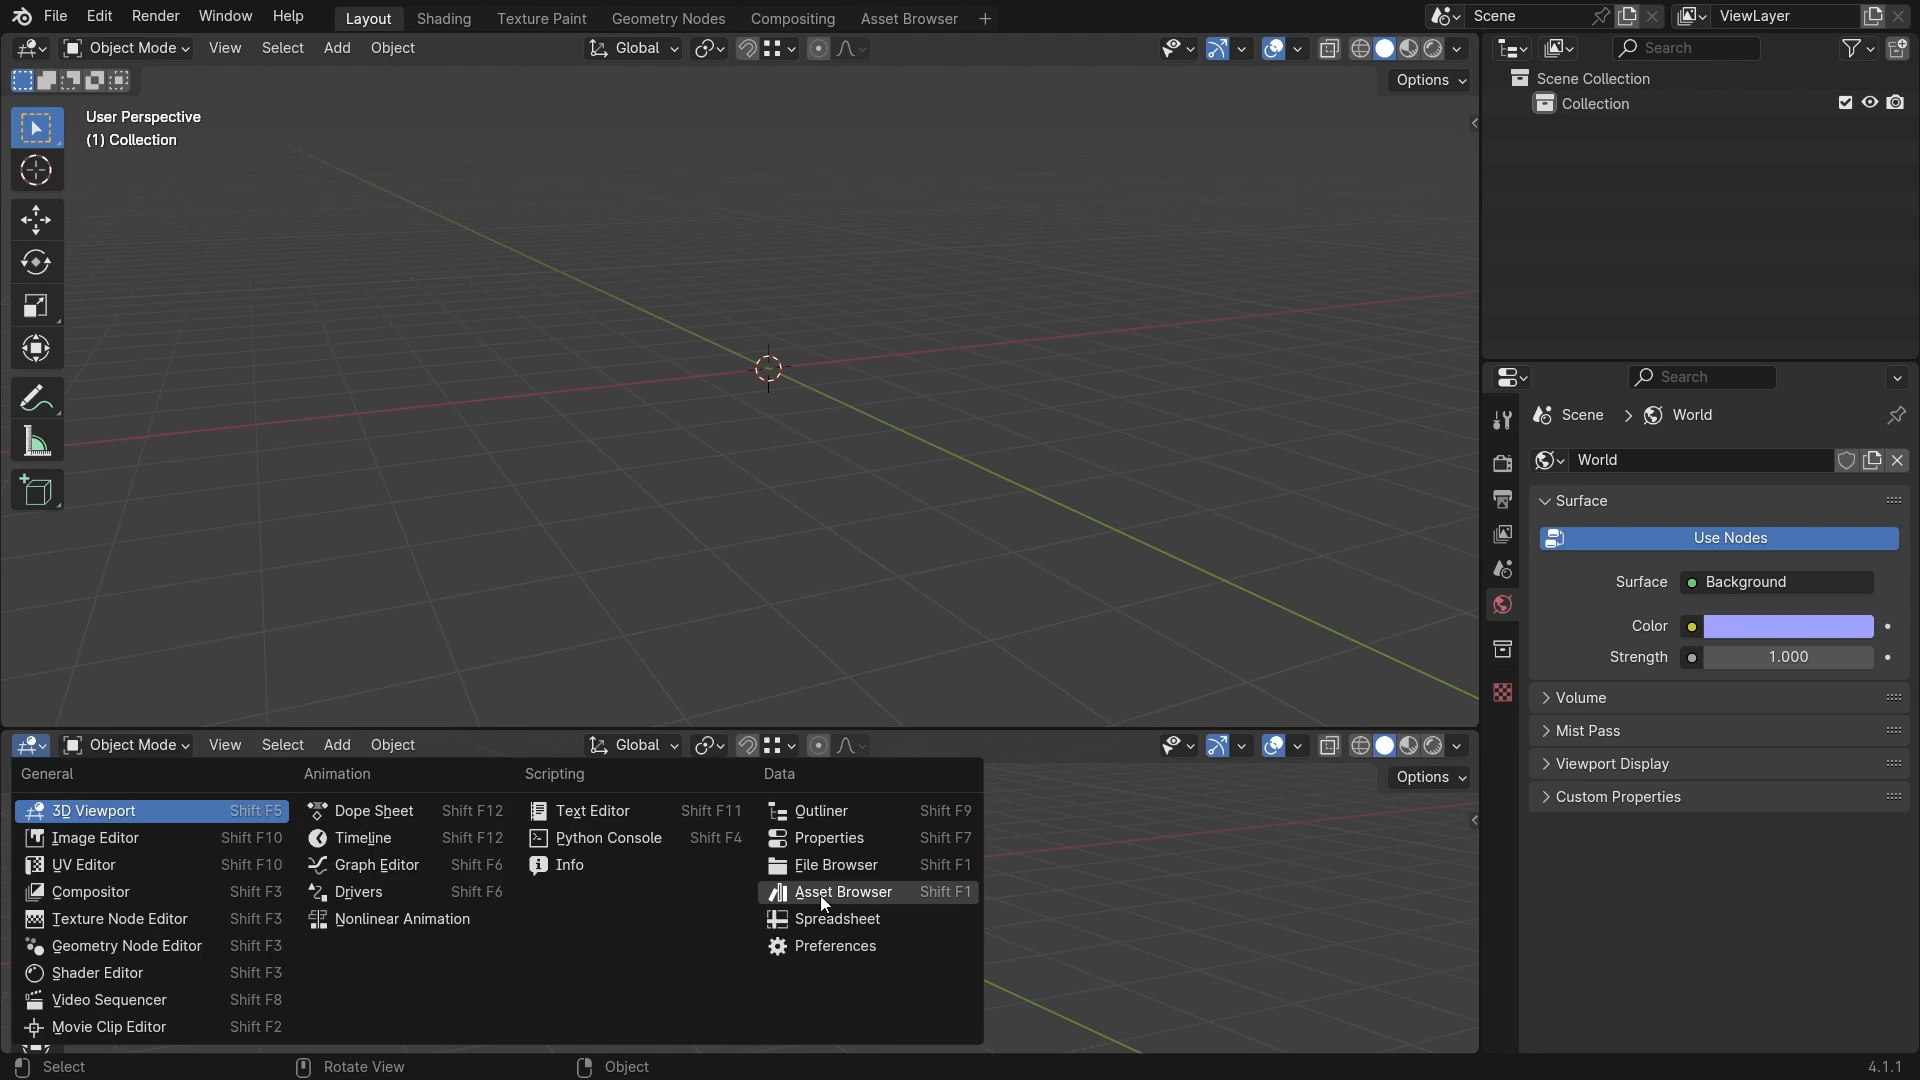 File Edit Render Window Help Layout Shading Texture Paint Geometry Nodes Compositing Asset Browser Scene ViewLayer
Object Mode View Select Add Object Global Search
Options
User Perspective
(1) Collection
Scene Collection
Collection
Search
Scene World
World
Surface
Use Nodes
Surface Background
Color
Strength 1.000
Volume
Mist Pass
Viewport Display
Custom Properties
Object Mode View Select Add Object Global
Options
General
3D Viewport Shift F5
Image Editor Shift F10
UV Editor Shift F10
Compositor Shift F3
Texture Node Editor Shift F3
Geometry Node Editor Shift F3
Shader Editor Shift F3
Video Sequencer Shift F8
Movie Clip Editor Shift F2
Animation
Dope Sheet Shift F12
Timeline Shift F12
Graph Editor Shift F6
Drivers Shift F6
Nonlinear Animation
Scripting
Text Editor Shift F11
Python Console Shift F4
Info
Data
Outliner Shift F9
Properties Shift F7
File Browser Shift F1
Asset Browser Shift F1
Spreadsheet
Preferences
Select Rotate View Object 4.1.1